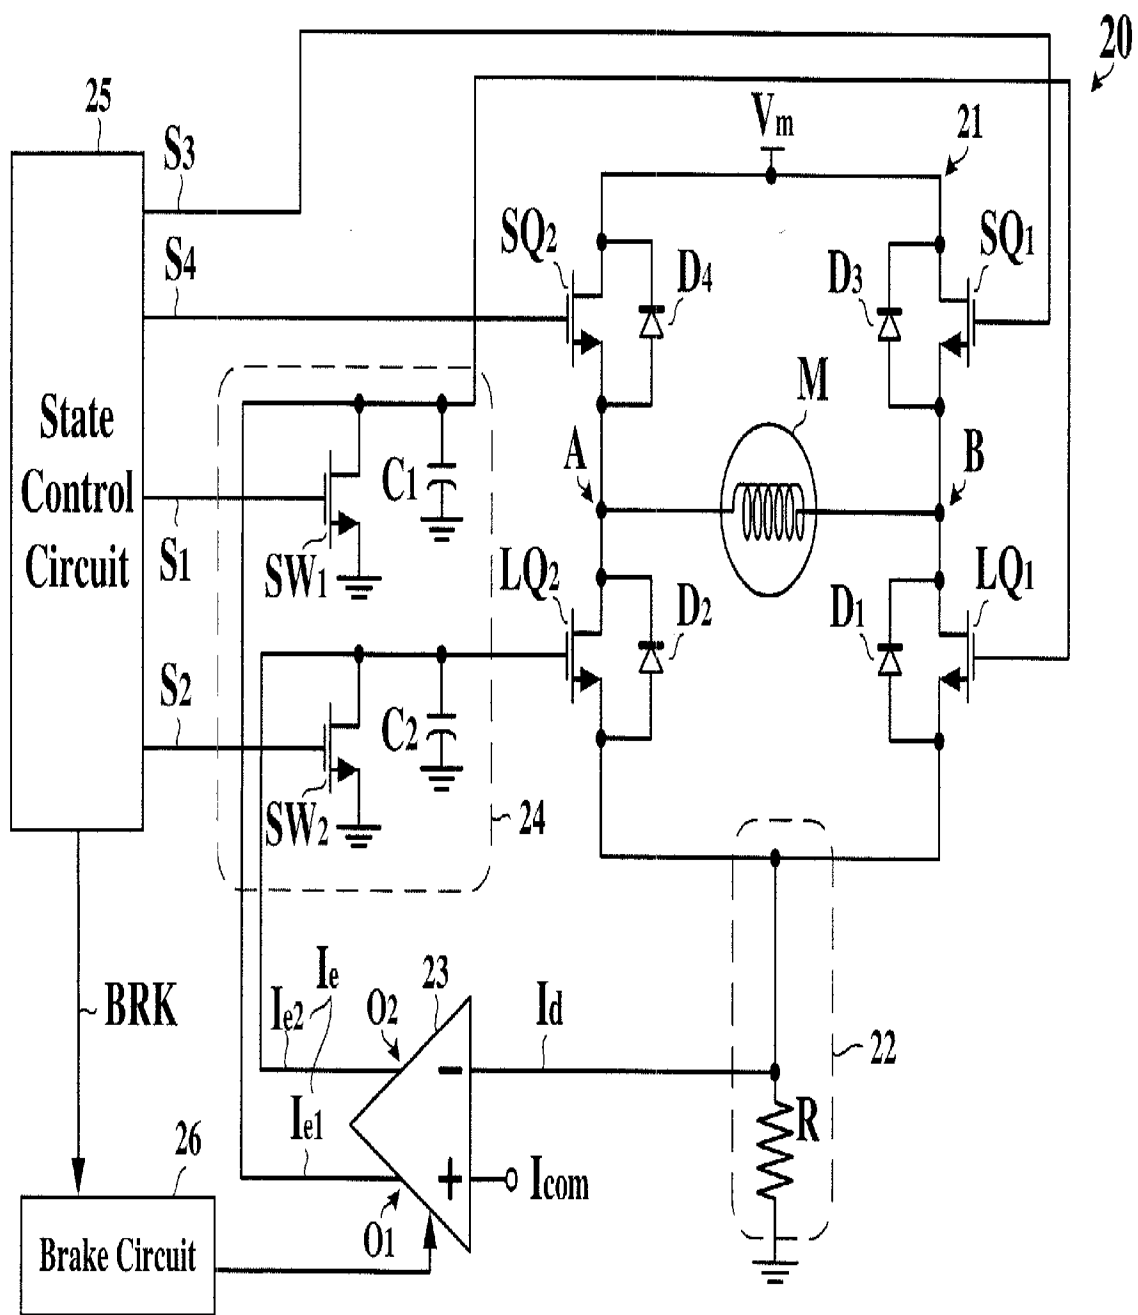 20
25
S3
Vm
21
S4
SQ2
SQ1
D4
D3
State
Control
Circuit
M
A
B
C1
S1
SW1
LQ2
LQ1
D2
D1
S2
C2
SW2
24
Ie
23
BRK
Ie2
O2
Id
22
Ie1
R
26
Icom
O1
Brake Circuit